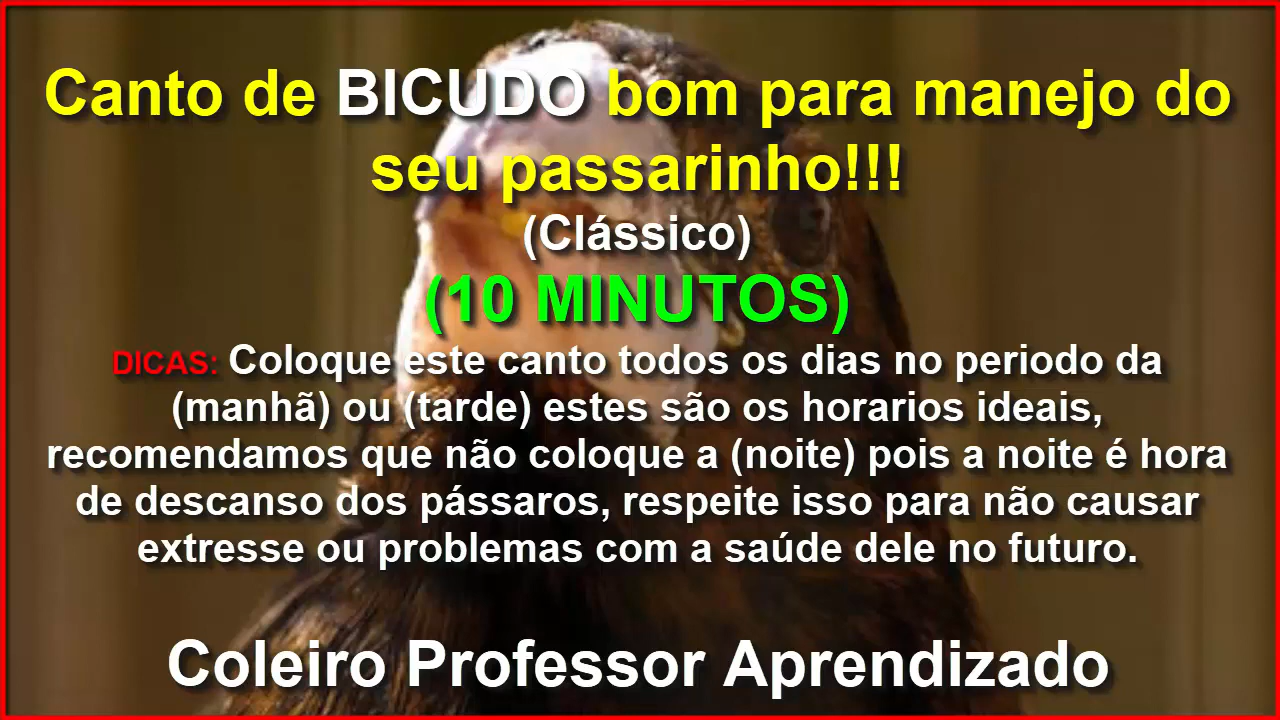 Canto de BICUDO bom para manejo do
seu passarinho!!!
(Clássico)
(10 MINUTOS)
DICAS: Coloque este canto todos os dias no periodo da
(manhã) ou (tarde) estes são os horarios ideais,
recomendamos que não coloque a (noite) pois a noite é hora
de descanso dos pássaros, respeite isso para não causar
extresse ou problemas com a saúde dele no futuro.
Coleiro Professor Aprendizado